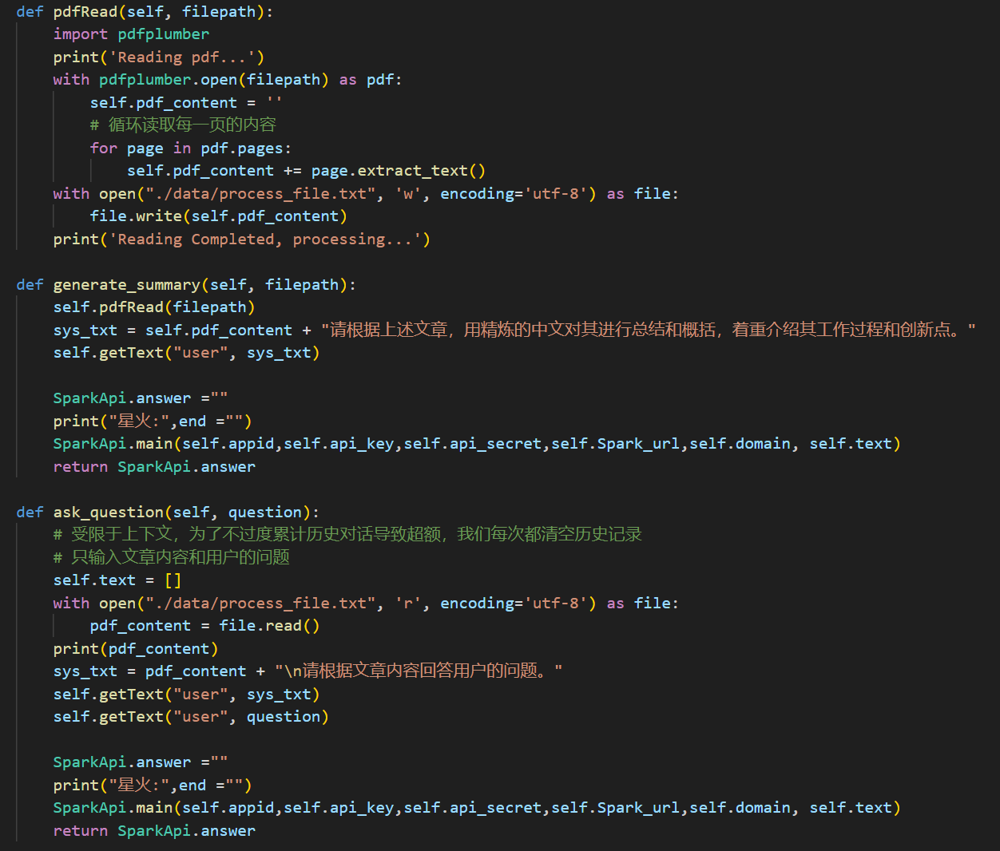 def pdfRead(self, filepath):
    import pdfplumber
    print('Reading pdf...')
    with pdfplumber.open(filepath) as pdf:
        self.pdf_content = ''
        # 循环读取每一页的内容
        for page in pdf.pages:
            self.pdf_content += page.extract_text()
    with open("./data/process_file.txt", 'w', encoding='utf-8') as file:
        file.write(self.pdf_content)
    print('Reading Completed, processing...')

def generate_summary(self, filepath):
    self.pdfRead(filepath)
    sys_txt = self.pdf_content + "请根据上述文章，用精炼的中文对其进行总结和概括，着重介绍其工作过程和创新点。"
    self.getText("user", sys_txt)

    SparkApi.answer =""
    print("星火:",end ="")
    SparkApi.main(self.appid,self.api_key,self.api_secret,self.Spark_url,self.domain, self.text)
    return SparkApi.answer

def ask_question(self, question):
    # 受限于上下文，为了不过度累计历史对话导致超额，我们每次都清空历史记录
    # 只输入文章内容和用户的问题
    self.text = []
    with open("./data/process_file.txt", 'r', encoding='utf-8') as file:
        pdf_content = file.read()
    print(pdf_content)
    sys_txt = pdf_content + "\n请根据文章内容回答用户的问题。"
    self.getText("user", sys_txt)
    self.getText("user", question)

    SparkApi.answer =""
    print("星火:",end ="")
    SparkApi.main(self.appid,self.api_key,self.api_secret,self.Spark_url,self.domain, self.text)
    return SparkApi.answer